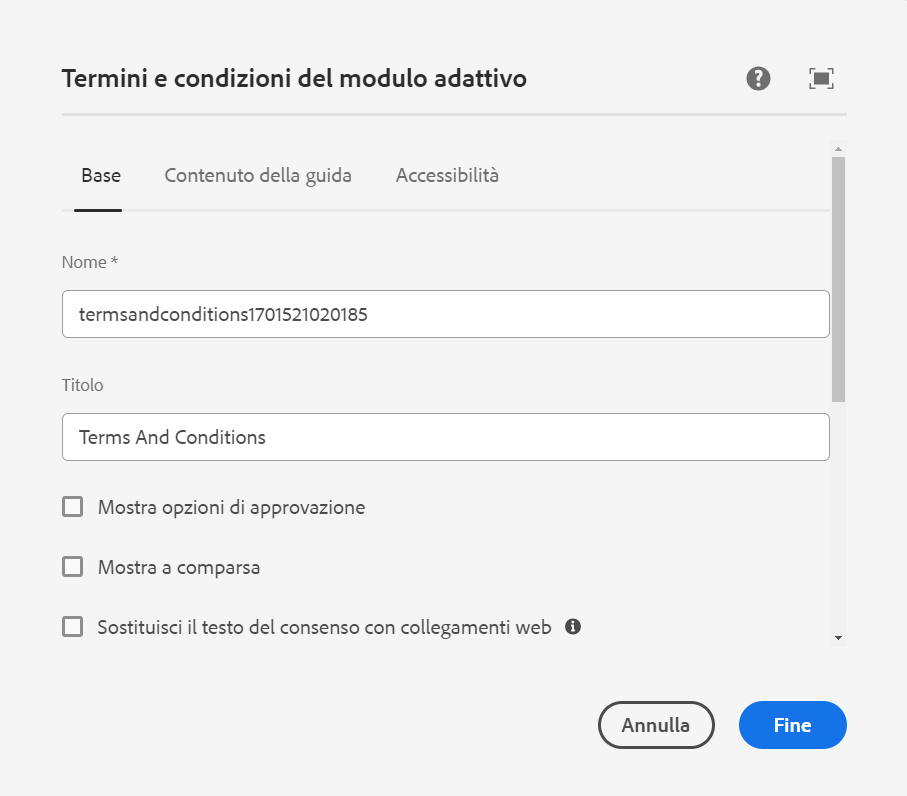 Termini e condizioni del modulo adattivo
Base Contenuto della guida Accessibilità
Nome *
termsandconditions1701521020185
Titolo
Terms And Conditions
Mostra opzioni di approvazione
Mostra a comparsa
Sostituisci il testo del consenso con collegamenti web
Annulla Fine